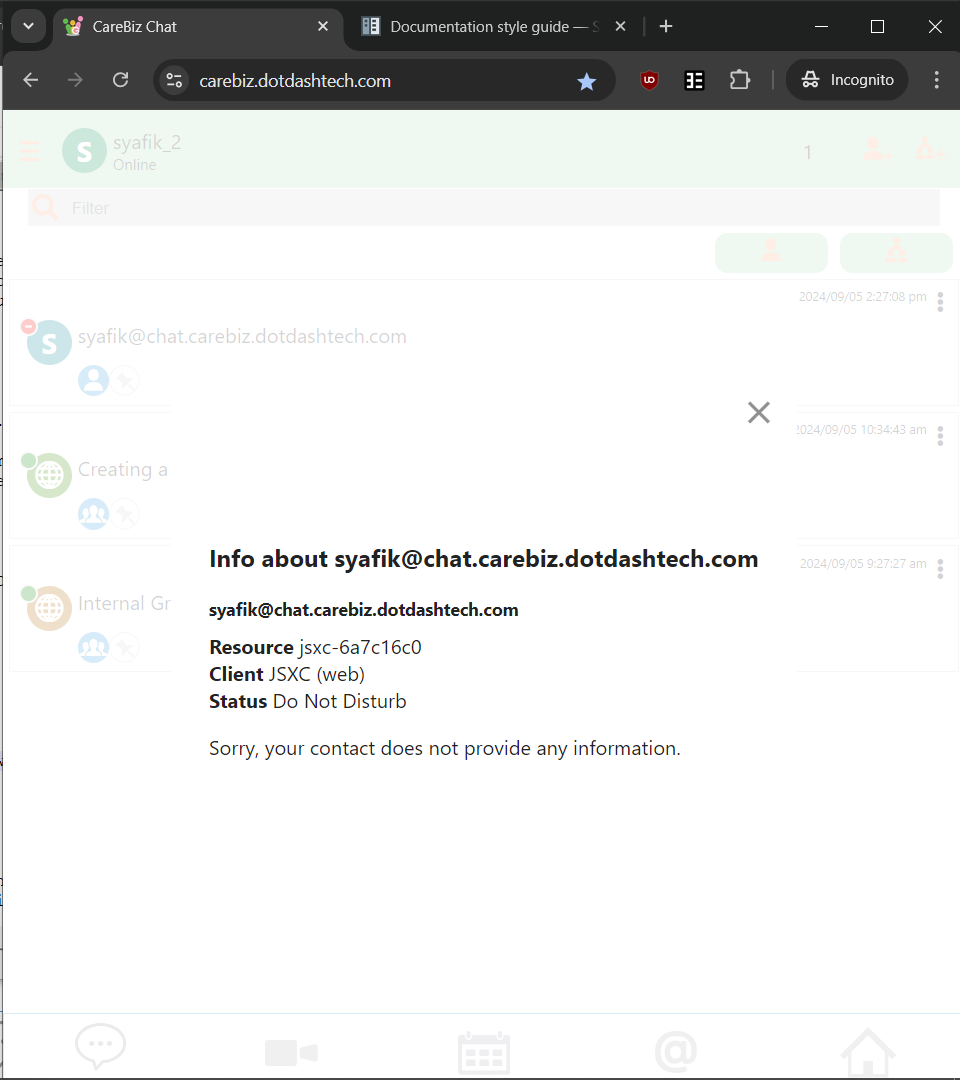 CareBiz Chat
Documentation style guide —
carebiz.dotdashtech.com
Incognito
S
syafik_2
Online
1
Filter
2024/09/05 2:27:08 pm
S
syafik@chat.carebiz.dotdashtech.com
2024/09/05 10:34:43 am
Creating a
Info about syafik@chat.carebiz.dotdashtech.com
2024/09/05 9:27:27 am
Internal Gr
syafik@chat.carebiz.dotdashtech.com
Resource jsxc-6a7c16c0
Client JSXC (web)
Status Do Not Disturb
Sorry, your contact does not provide any information.
@